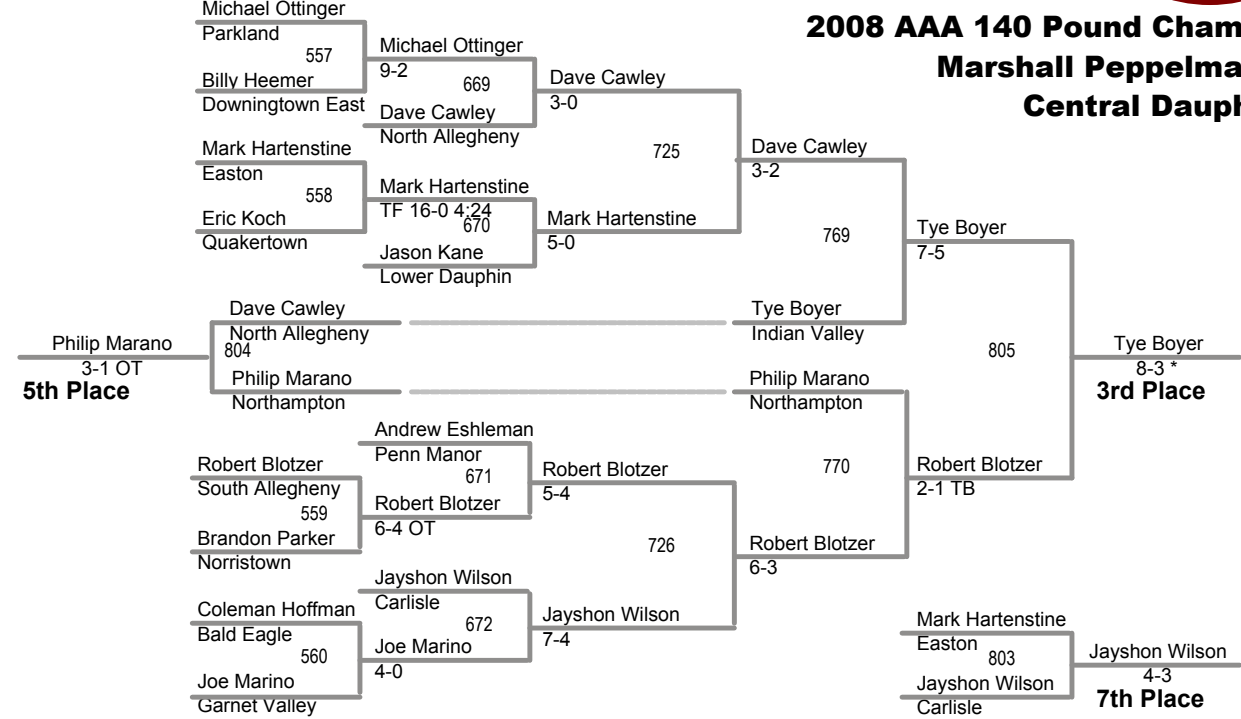 Michael Ottinger
Parkland
557
Billy Heemer
Downingtown East
Michael Ottinger
9-2
669
Dave Cawley
North Allegheny
Dave Cawley
3-0
2008 AAA 140 Pound Cham
Marshall Peppelma
Central Dauph
Mark Hartenstine
Easton
558
Eric Koch
Quakertown
Mark Hartenstine
TF 16-0 4:24
670
Jason Kane
Lower Dauphin
Mark Hartenstine
5-0
725
Dave Cawley
3-2
769
Tye Boyer
Indian Valley
Tye Boyer
7-5
Dave Cawley
North Allegheny
804
Philip Marano
Northampton
Philip Marano
3-1 OT
5th Place
Philip Marano
Northampton
805
Tye Boyer
8-3 *
3rd Place
Andrew Eshleman
Penn Manor
671
Robert Blotzer
South Allegheny
559
Brandon Parker
Norristown
Robert Blotzer
6-4 OT
Robert Blotzer
5-4
770
Robert Blotzer
2-1 TB
726
Robert Blotzer
6-3
Jayshon Wilson
Carlisle
672
Coleman Hoffman
Bald Eagle
560
Joe Marino
Garnet Valley
Joe Marino
4-0
Jayshon Wilson
7-4
Mark Hartenstine
Easton
803
Jayshon Wilson
Carlisle
Jayshon Wilson
4-3
7th Place